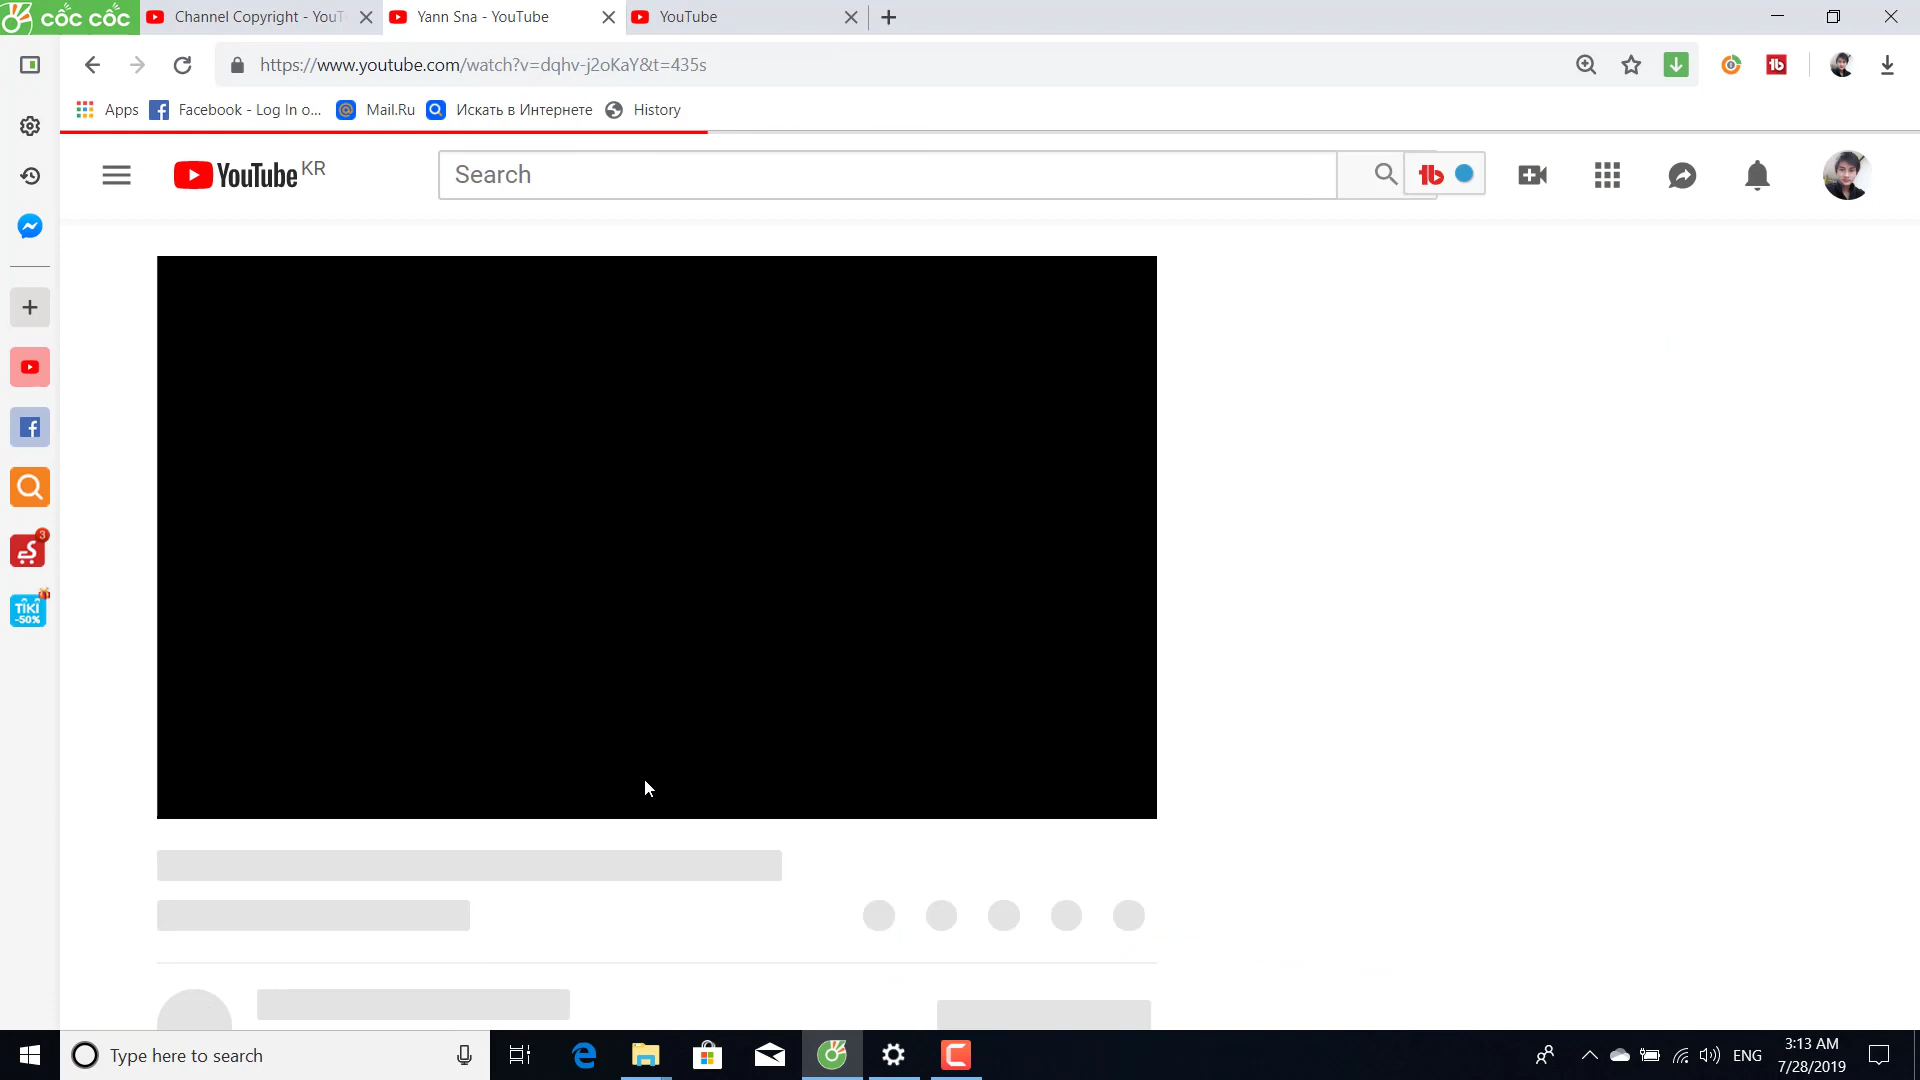 cốc cốc
Channel Copyright - YouT
Yann Sna - YouTube
YouTube
https://www.youtube.com/watch?v=dqhv-j2oKaY&t=435s
Apps
Facebook - Log In o...
Mail.Ru
Искать в Интернете
History
YouTube KR
Search
3
TIKI
-50%
Type here to search
ENG
3:13 AM
7/28/2019